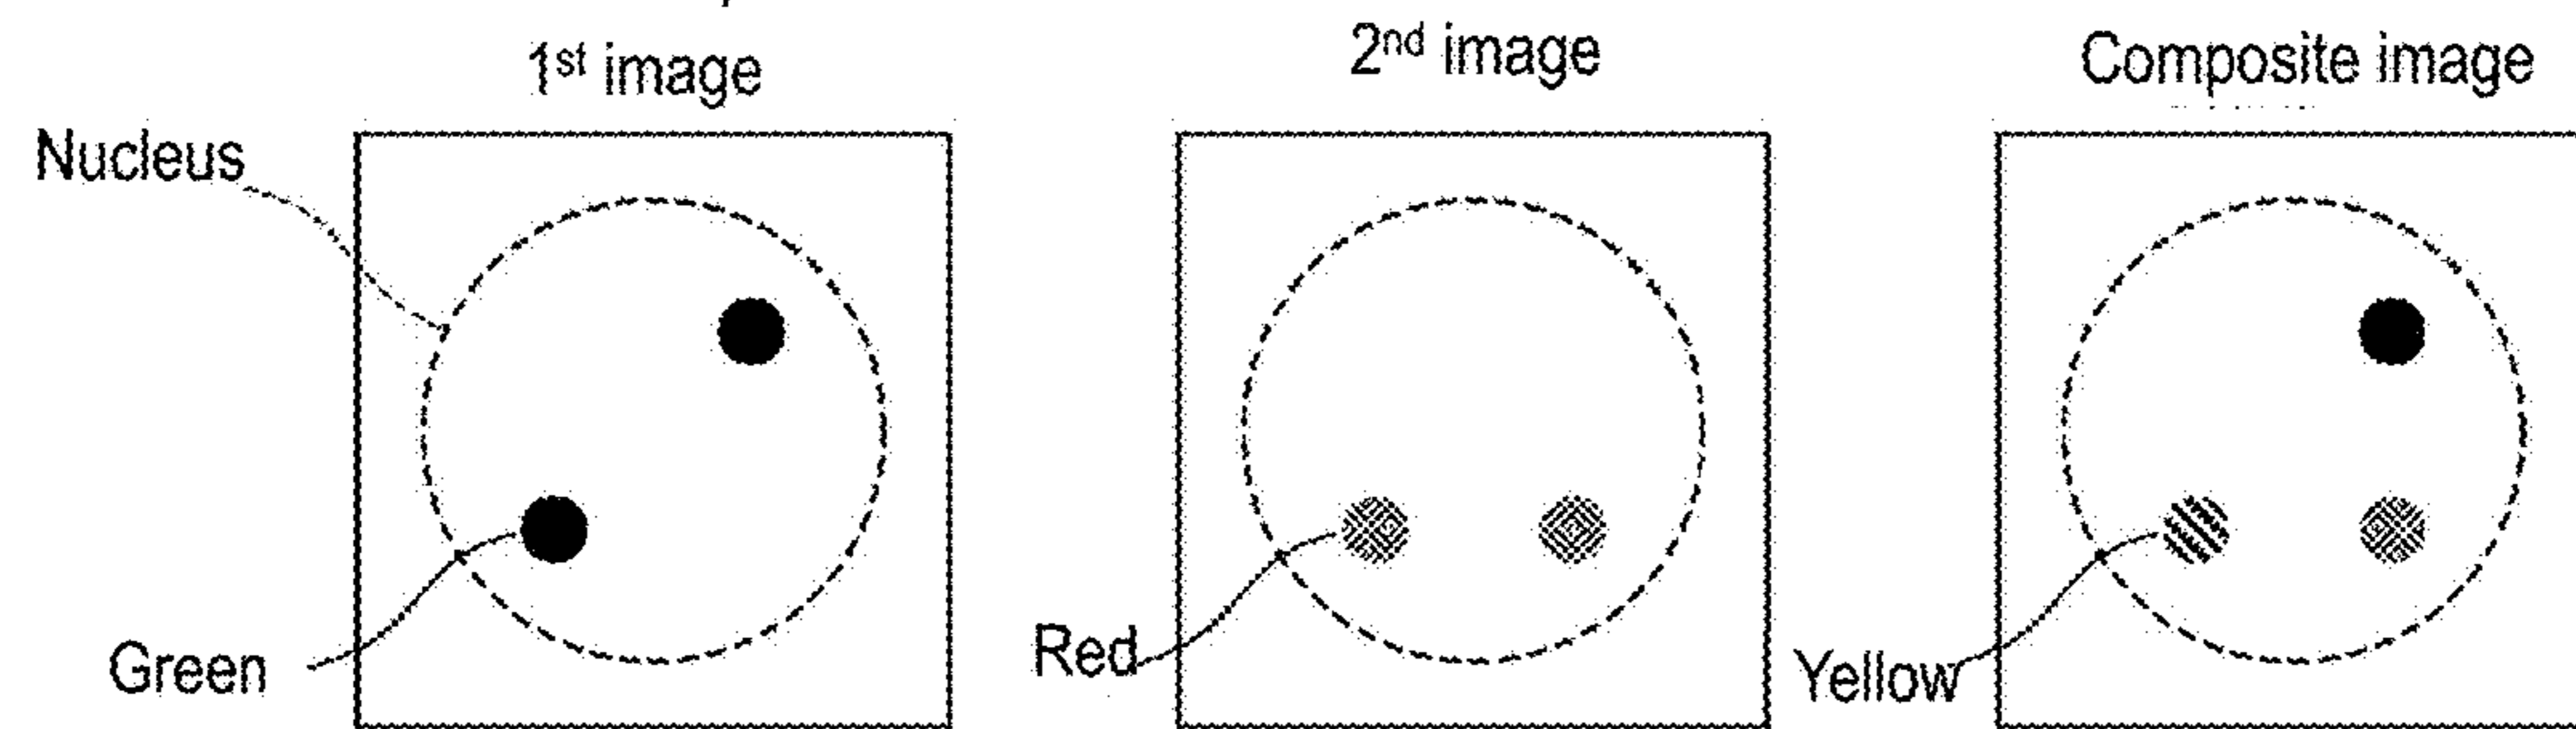 1st image
2nd image
Composite image
Nucleus
Green
Red
Yellow